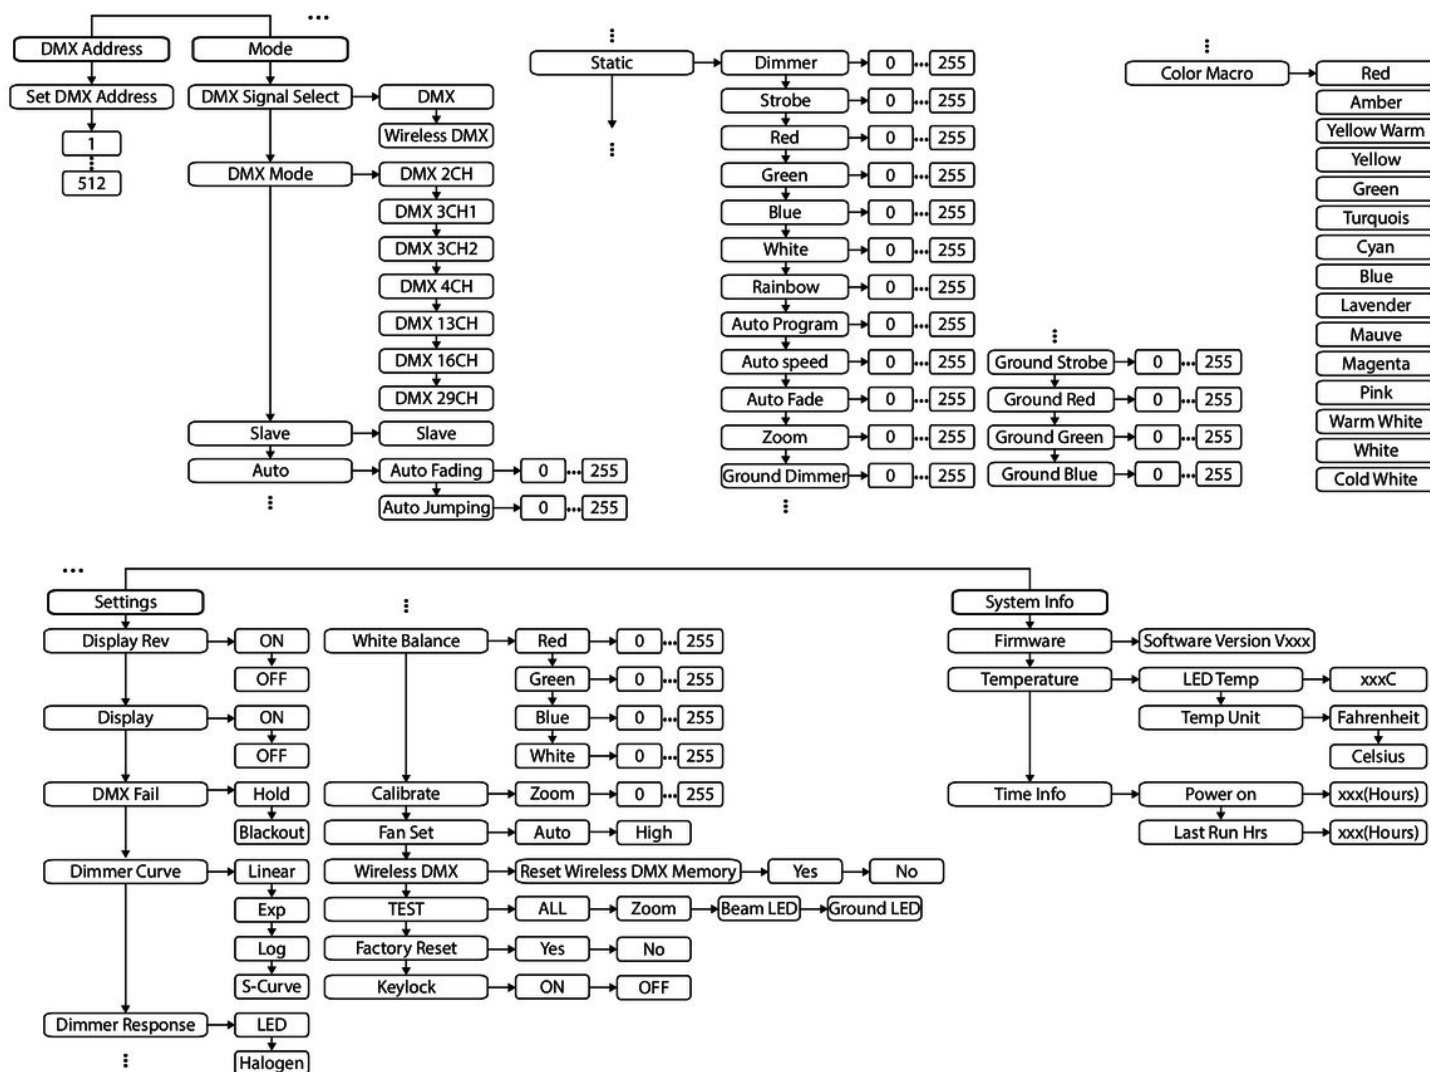 ...
DMX Address
Set DMX Address
1
512
Mode
DMX Signal Select
DMX
Wireless DMX
DMX Mode
DMX 2CH
DMX 3CH1
DMX 3CH2
DMX 4CH
DMX 13CH
DMX 16CH
DMX 29CH
Slave
Slave
Auto
Auto Fading
0 ... 255
Auto Jumping
0 ... 255
Static
Dimmer
0 ... 255
Strobe
0 ... 255
Red
0 ... 255
Green
0 ... 255
Blue
0 ... 255
White
0 ... 255
Rainbow
0 ... 255
Auto Program
0 ... 255
Auto speed
0 ... 255
Auto Fade
0 ... 255
Zoom
0 ... 255
Ground Dimmer
0 ... 255
Ground Strobe
0 ... 255
Ground Red
0 ... 255
Ground Green
0 ... 255
Ground Blue
0 ... 255
Color Macro
Red
Amber
Yellow Warm
Yellow
Green
Turquois
Cyan
Blue
Lavender
Mauve
Magenta
Pink
Warm White
White
Cold White
...
Settings
Display Rev
ON
OFF
Display
ON
OFF
DMX Fail
Hold
Blackout
Dimmer Curve
Linear
Exp
Log
S-Curve
Dimmer Response
LED
Halogen
White Balance
Red
0 ... 255
Green
0 ... 255
Blue
0 ... 255
White
0 ... 255
Calibrate
Zoom
0 ... 255
Fan Set
Auto
High
Wireless DMX
Reset Wireless DMX Memory
Yes
No
TEST
ALL
Zoom
Beam LED
Ground LED
Factory Reset
Yes
No
Keylock
ON
OFF
System Info
Firmware
Software Version Vxxx
Temperature
LED Temp
xxxC
Temp Unit
Fahrenheit
Celsius
Time Info
Power on
xxx(Hours)
Last Run Hrs
xxx(Hours)